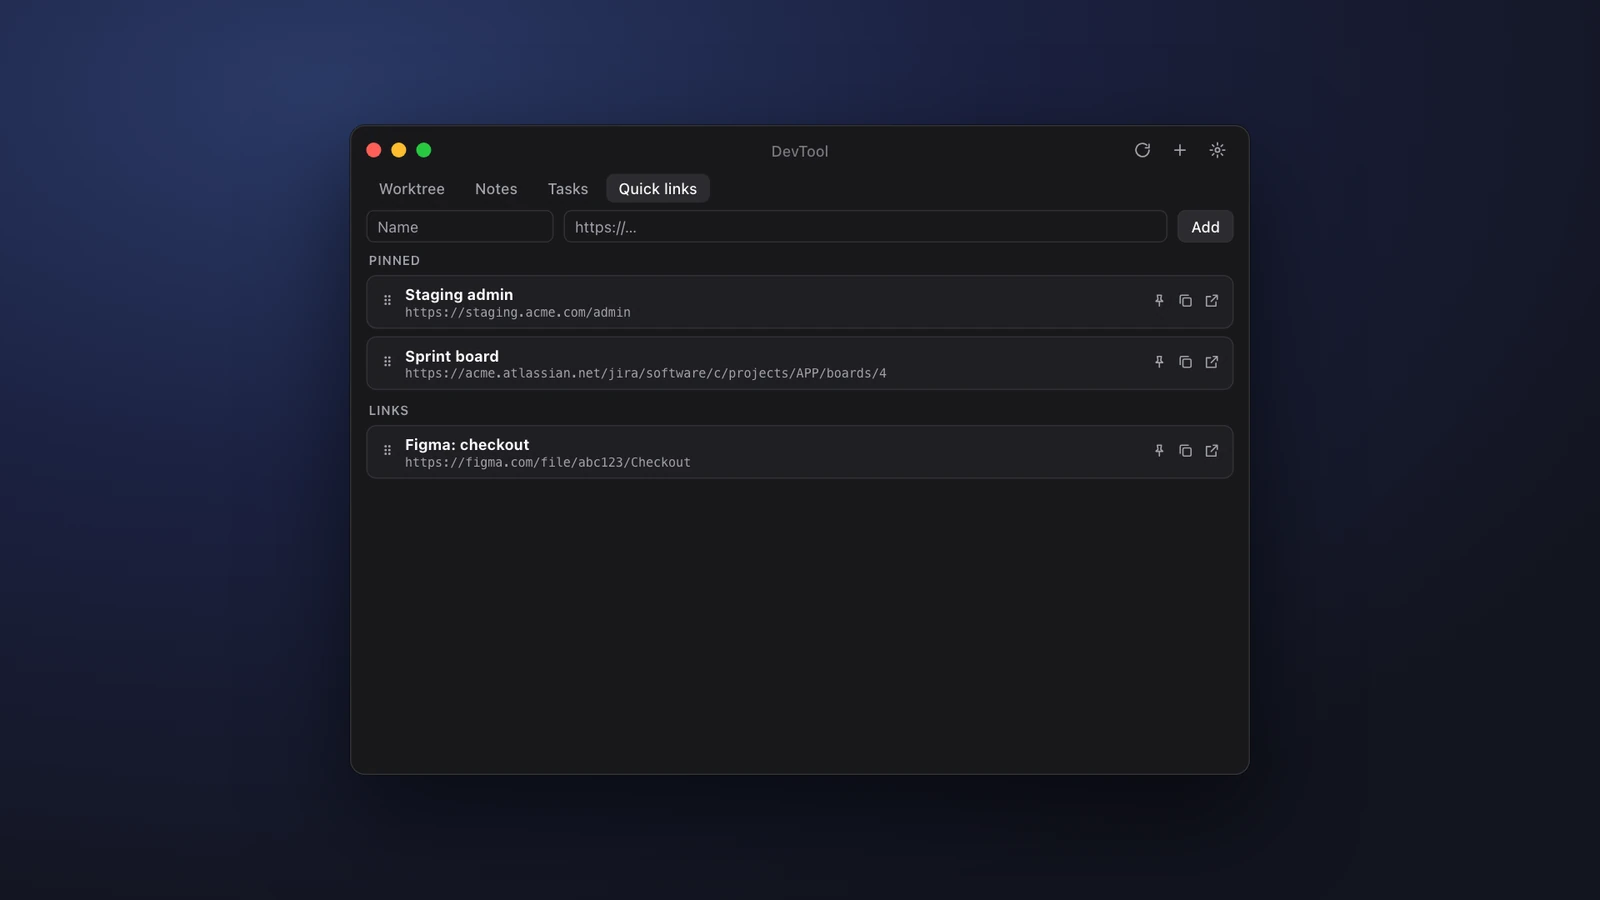 DevTool
Worktree Notes Tasks Quick links
Name https://... Add
PINNED
Staging admin
https://staging.acme.com/admin
Sprint board
https://acme.atlassian.net/jira/software/c/projects/APP/boards/4
LINKS
Figma: checkout
https://figma.com/file/abc123/Checkout